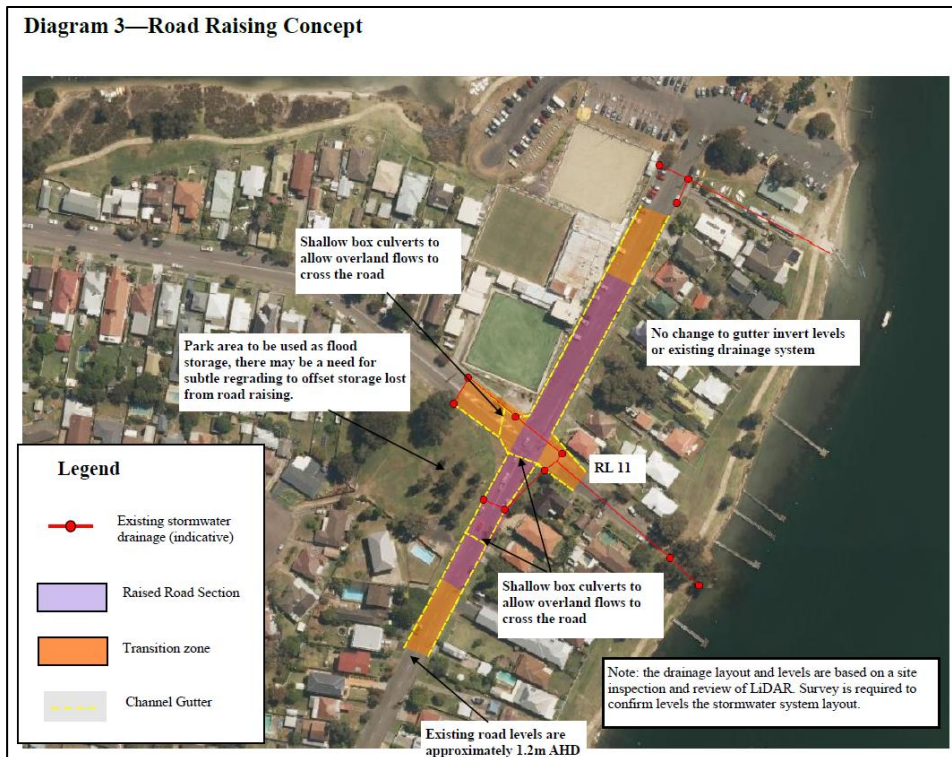 Diagram 3—Road Raising Concept
Shallow box culverts to
allow overland flows to
cross the road
Park area to be used as flood
storage, there may be a need for
subtle regrading to offset storage lost
from road raising.
No change to gutter invert levels
or existing drainage system
RL 11
Legend
Existing stormwater
drainage (indicative)
Raised Road Section
Transition zone
Channel Gutter
Shallow box culverts to
allow overland flows to
cross the road
Note: the drainage layout and levels are based on a site
inspection and review of LiDAR. Survey is required to
confirm levels the stormwater system layout.
Existing road levels are
approximately 1.2m AHD